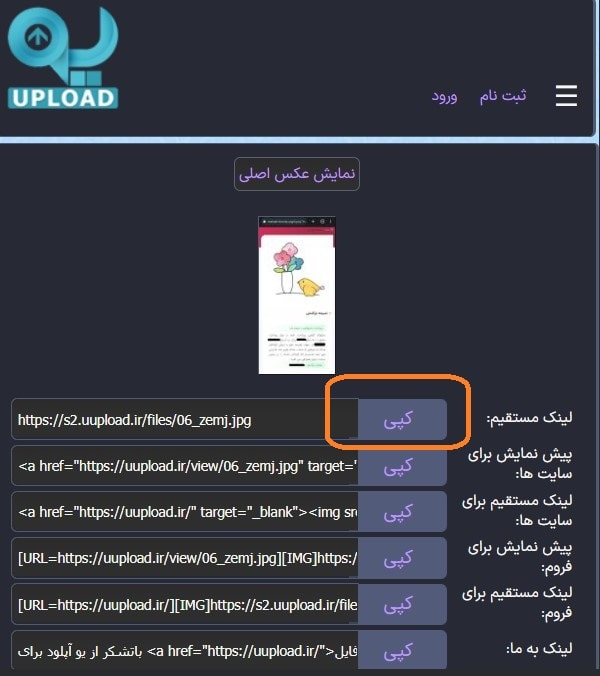 UPLOAD
ثبت نام
ورود
نمایش عکس اصلی
لینک مستقیم:
کپی
https://s2.uupload.ir/files/06_zemj.jpg
پیش نمایش برای
سایت ها:
کپی
<a href="https://uupload.ir/view/06_zemj.jpg" target="
لینک مستقیم برای
سایت ها:
کپی
<a href="https://uupload.ir/" target="_blank"><img src
پیش نمایش برای
فروم:
کپی
[URL=https://uupload.ir/view/06_zemj.jpg][IMG]https:/
لینک مستقیم برای
فروم:
کپی
[URL=https://uupload.ir/][IMG]https://s2.uupload.ir/file
لینک به ما:
کپی
باتشکر از یو آپلود برای <a href="https://uupload.ir/">فایل